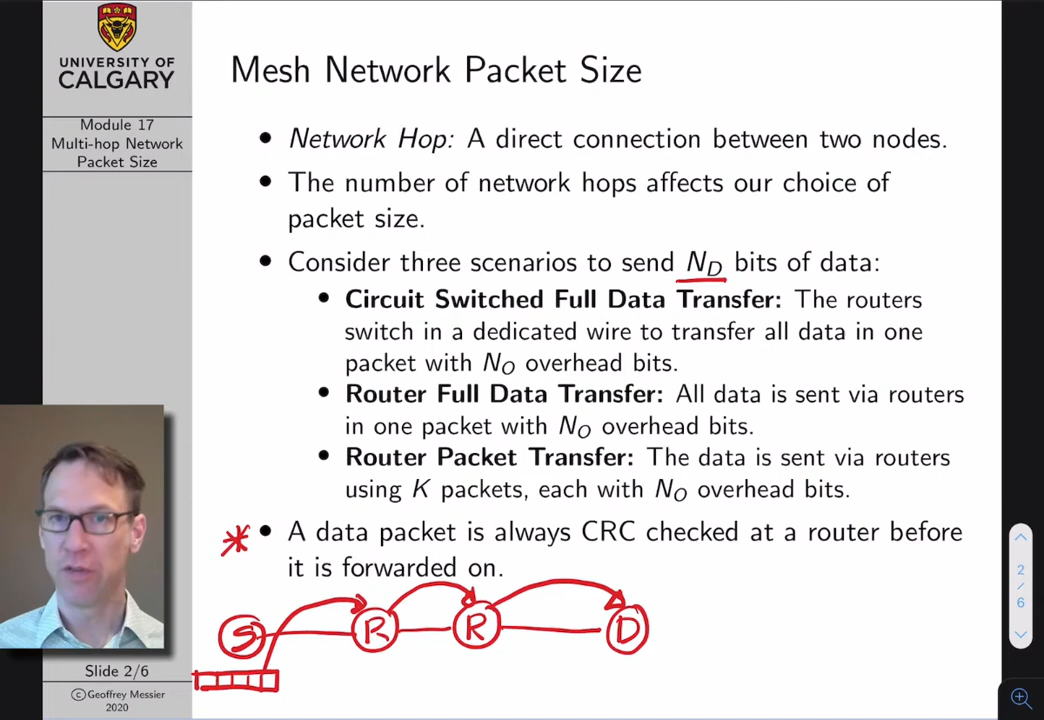 UNIVERSITY OF
CALGARY
Module 17
Multi-hop Network
Packet Size
Mesh Network Packet Size
• Network Hop: A direct connection between two nodes.
• The number of network hops affects our choice of
packet size.
• Consider three scenarios to send N_D bits of data:
• Circuit Switched Full Data Transfer: The routers
switch in a dedicated wire to transfer all data in one
packet with N_O overhead bits.
• Router Full Data Transfer: All data is sent via routers
in one packet with N_O overhead bits.
• Router Packet Transfer: The data is sent via routers
using K packets, each with N_O overhead bits.
* • A data packet is always CRC checked at a router before
it is forwarded on.
S R R D
Slide 2/6
©Geoffrey Messier
2020
2
/
6